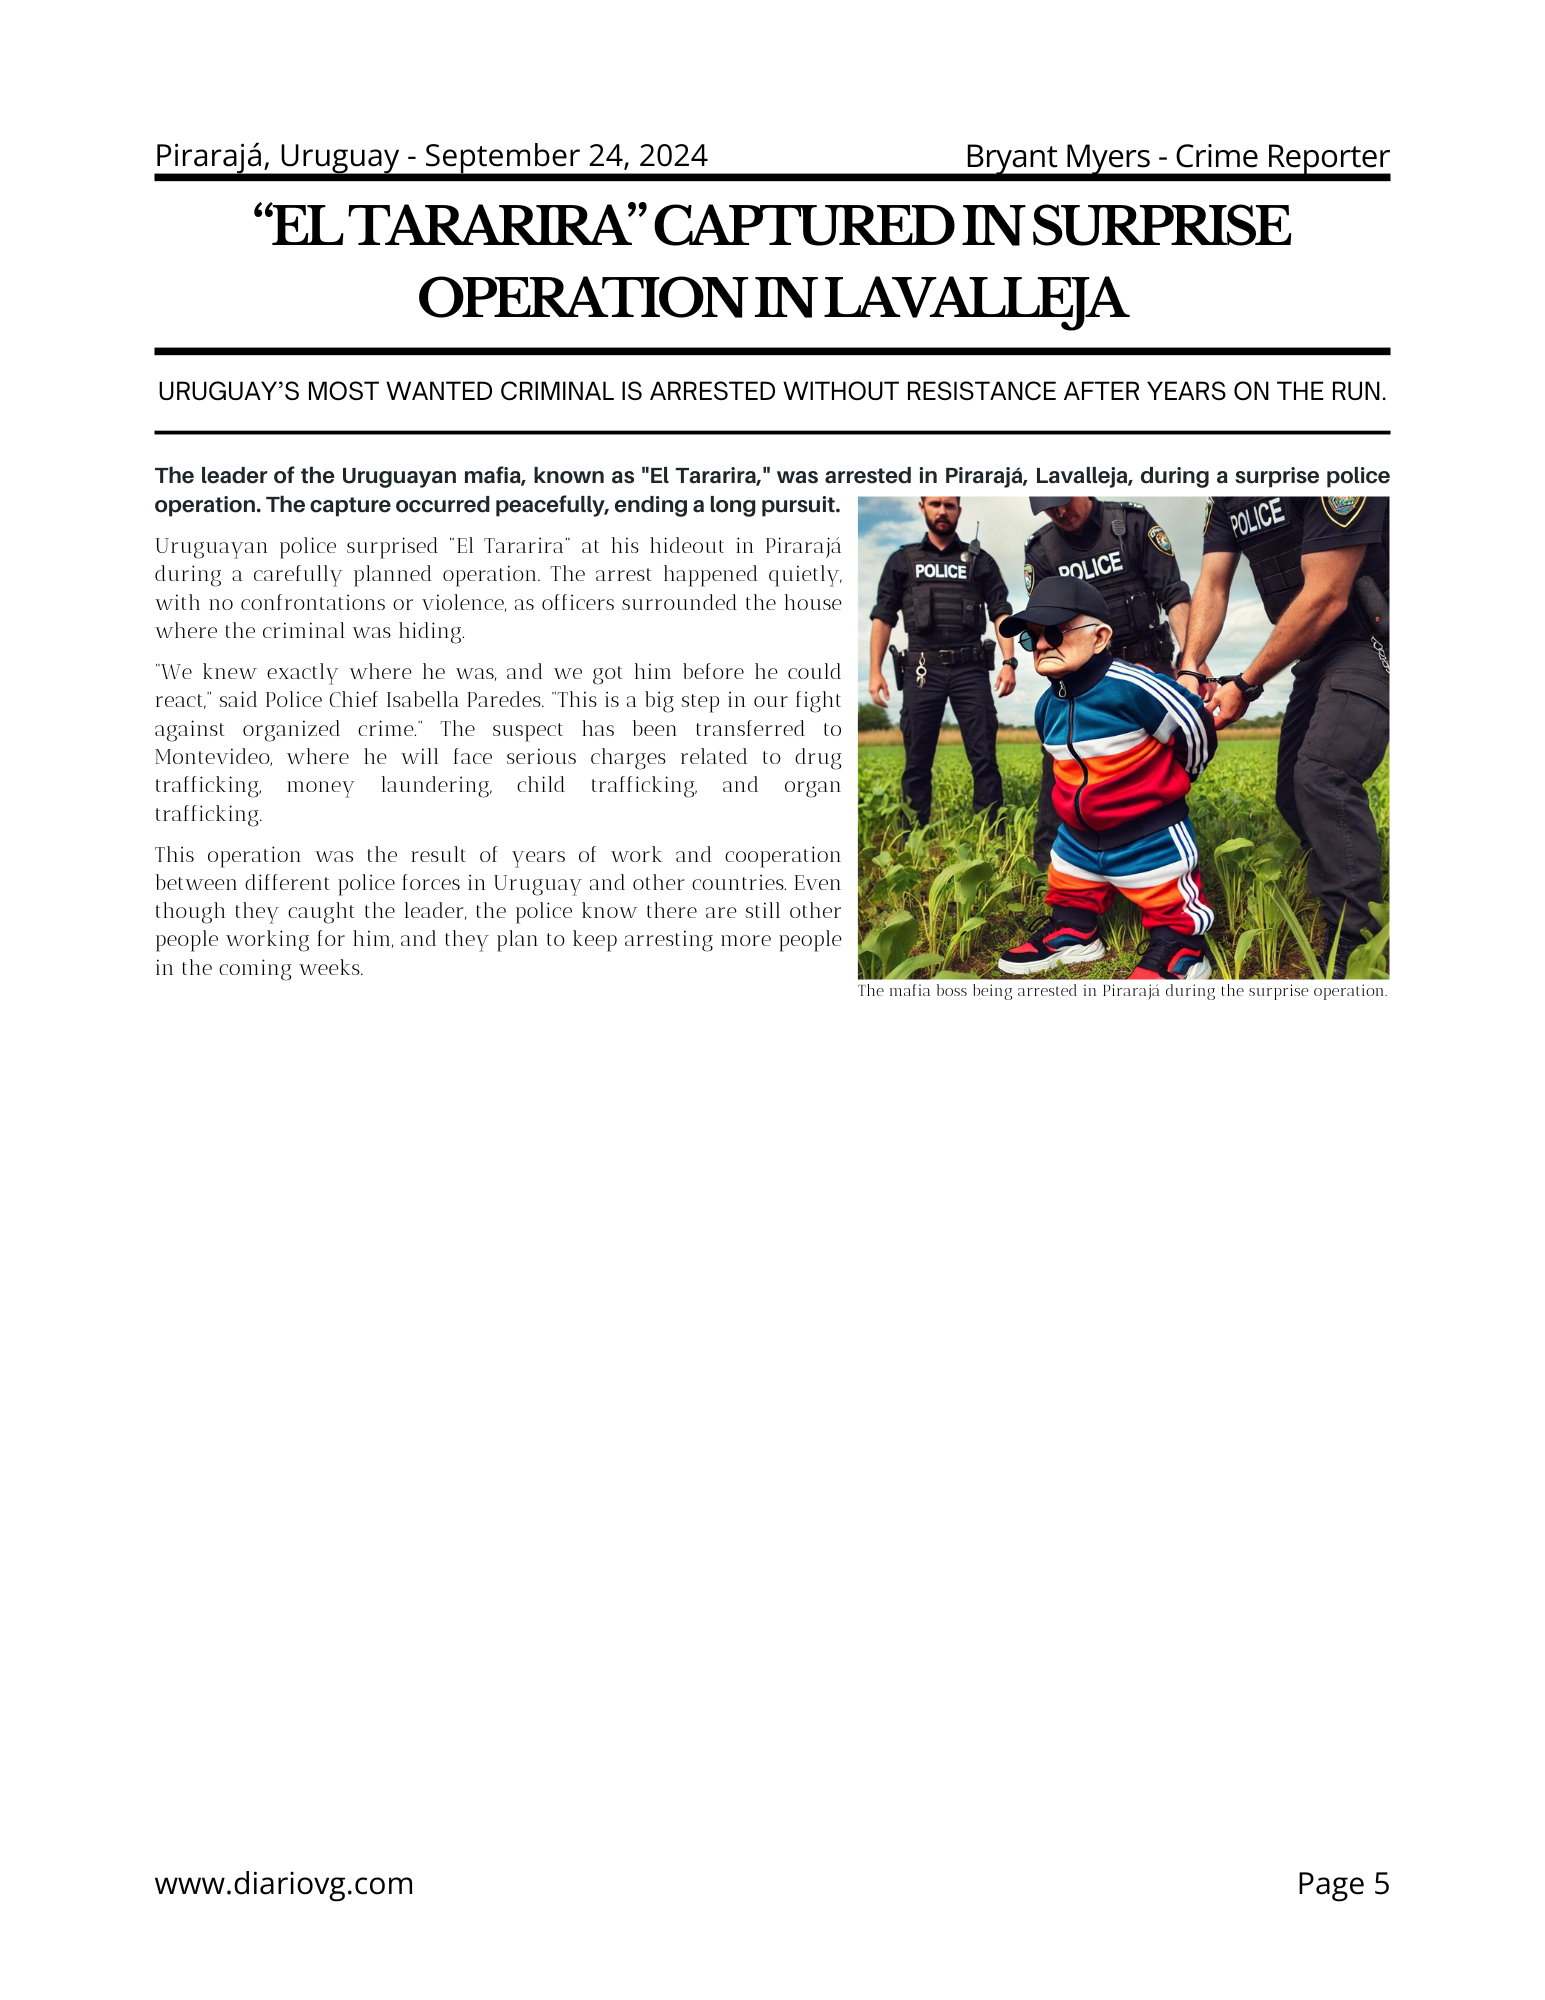 Pirarajá, Uruguay - September 24, 2024
Bryant Myers - Crime Reporter
“EL TARARIRA” CAPTURED IN SURPRISE
OPERATION IN LAVALLEJA
URUGUAY’S MOST WANTED CRIMINAL IS ARRESTED WITHOUT RESISTANCE AFTER YEARS ON THE RUN.
The leader of the Uruguayan mafia, known as "El Tararira," was arrested in Pirarajá, Lavalleja, during a surprise police
operation. The capture occurred peacefully, ending a long pursuit.
Uruguayan police surprised "El Tararira" at his hideout in Pirarajá
during a carefully planned operation. The arrest happened quietly,
with no confrontations or violence, as officers surrounded the house
where the criminal was hiding.
"We knew exactly where he was, and we got him before he could
react," said Police Chief Isabella Paredes. "This is a big step in our fight
against organized crime." The suspect has been transferred to
Montevideo, where he will face serious charges related to drug
trafficking, money laundering, child trafficking, and organ
trafficking.
This operation was the result of years of work and cooperation
between different police forces in Uruguay and other countries. Even
though they caught the leader, the police know there are still other
people working for him, and they plan to keep arresting more people
in the coming weeks.
POLICE
POLICE
POLICE
The mafia boss being arrested in Pirarajá during the surprise operation.
www.diariovg.com
Page 5